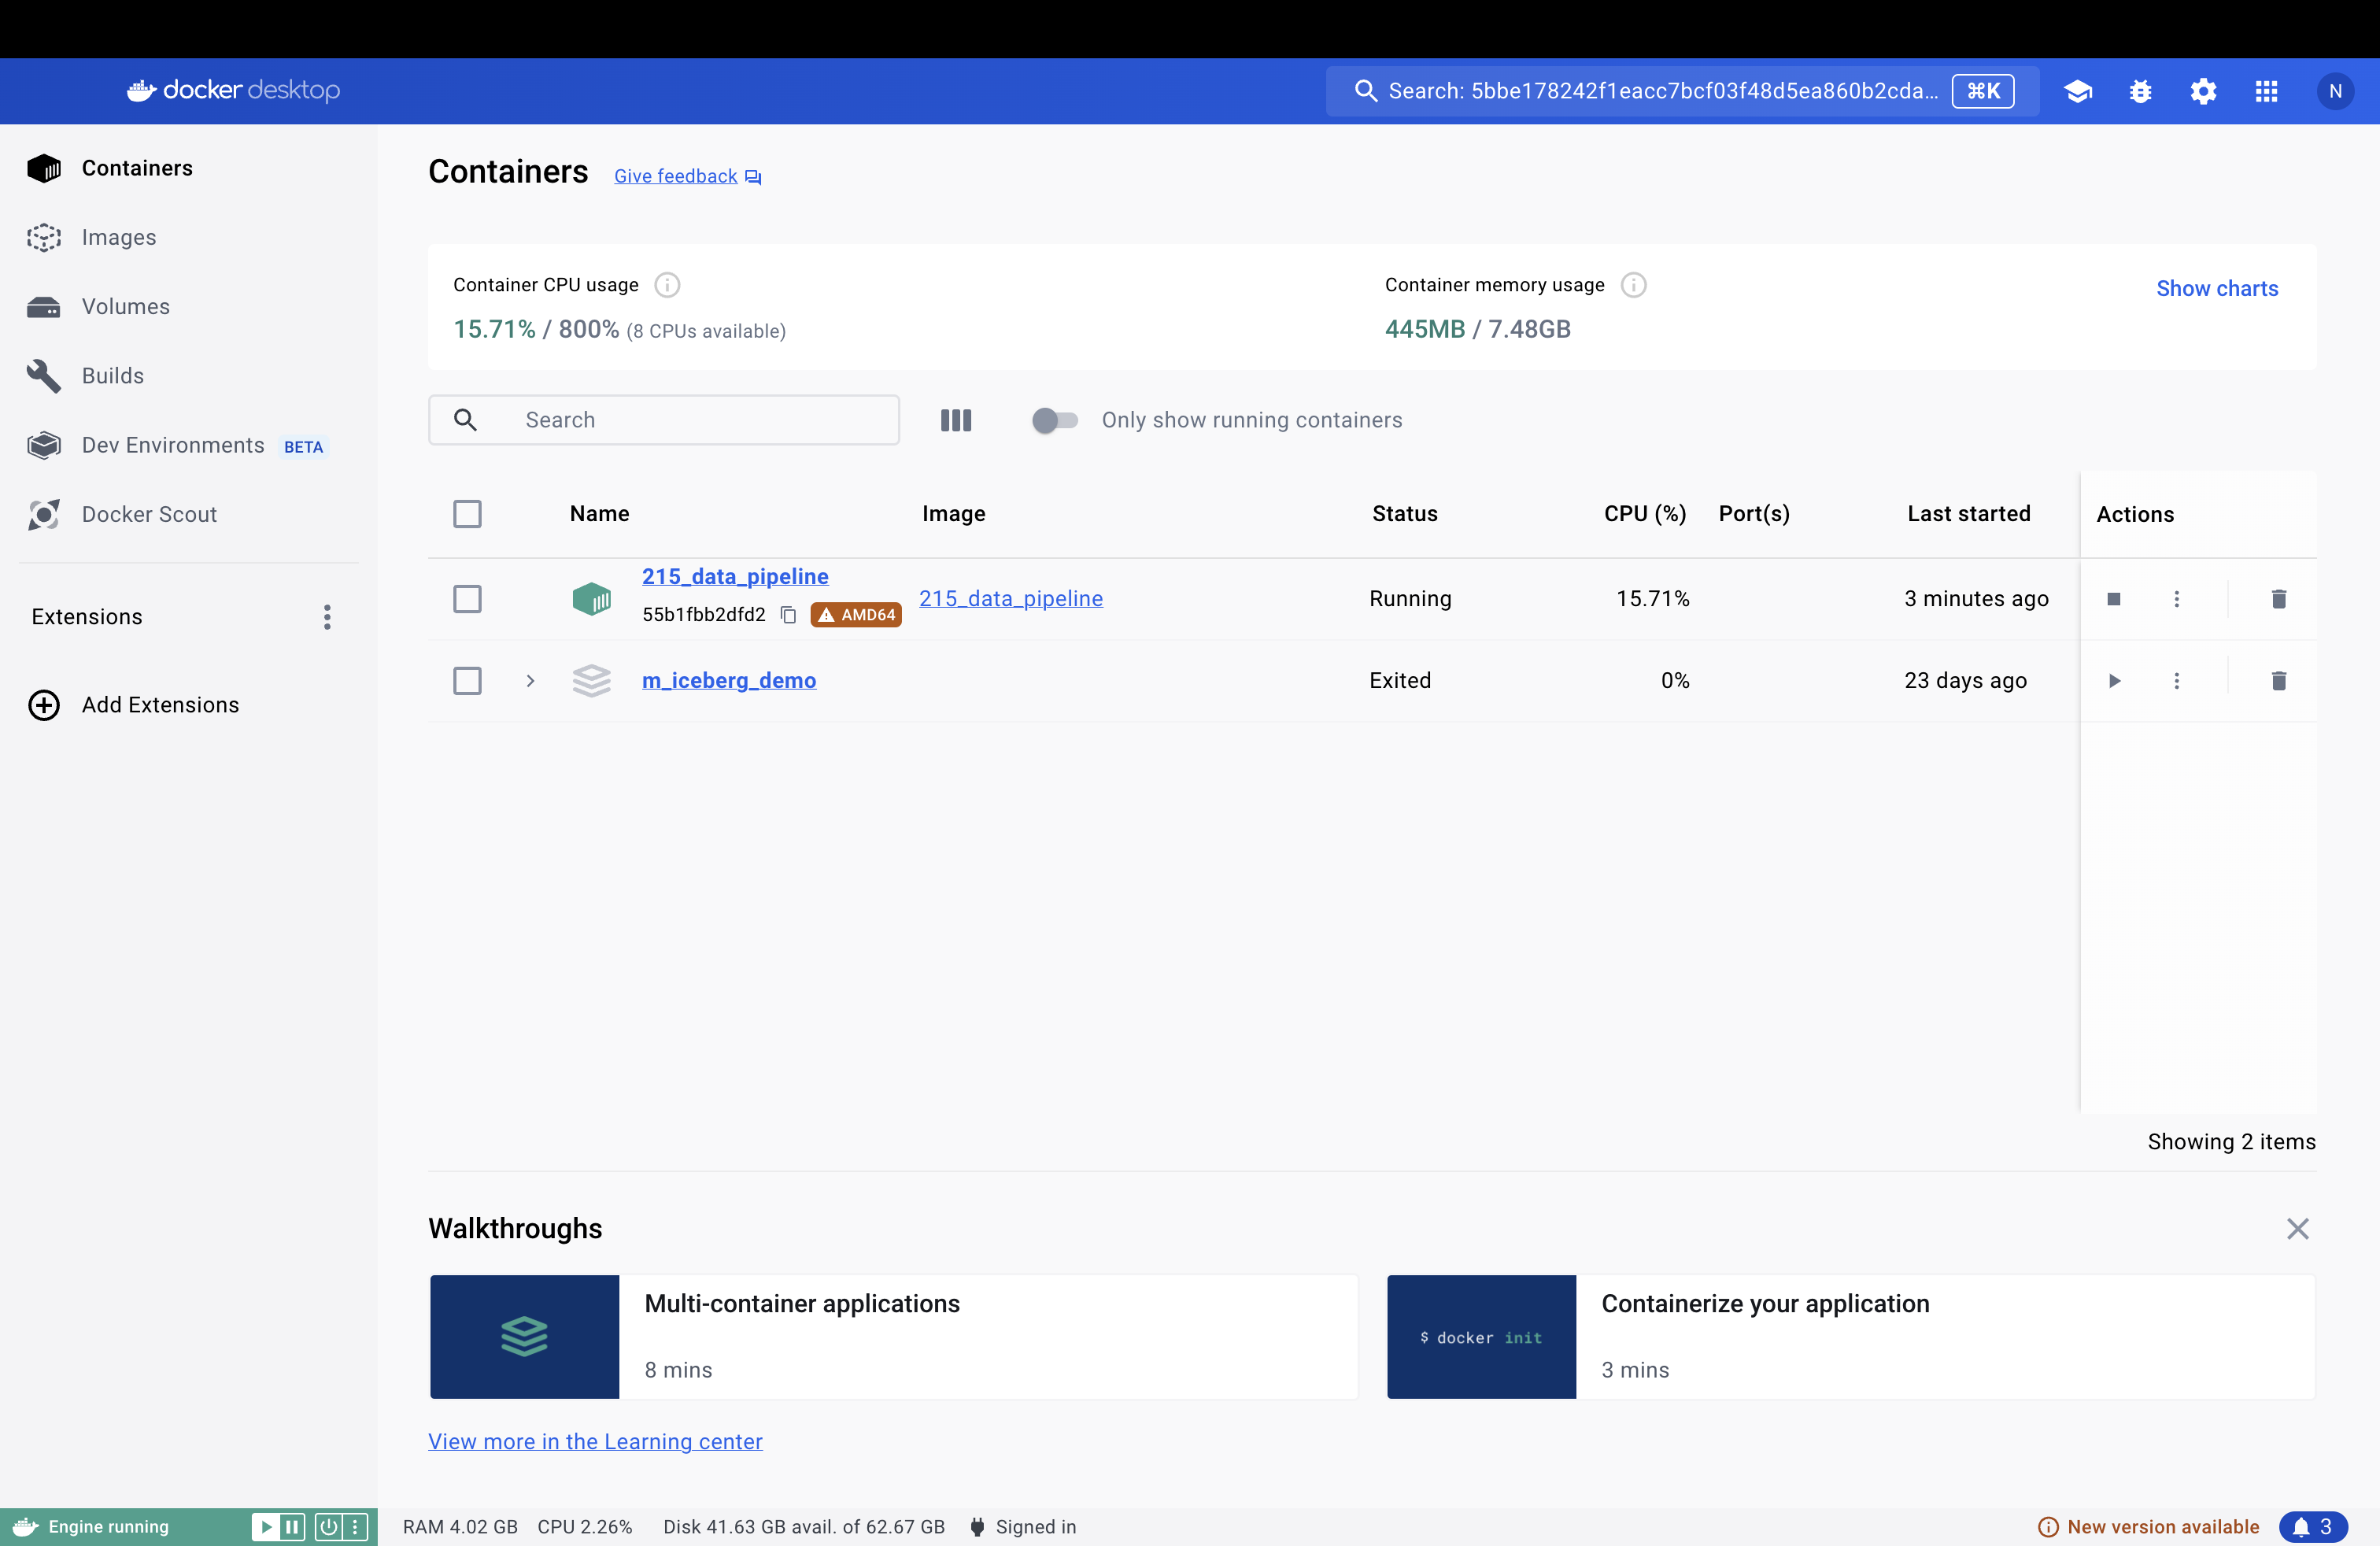 docker desktop
Search: 5bbe178242f1eacc7bcf03f48d5ea860b2cda... ⌘K
N
Containers
Images
Volumes
Builds
Dev Environments BETA
Docker Scout
Extensions
Add Extensions
Containers Give feedback
Container CPU usage
15.71% / 800% (8 CPUs available)
Container memory usage
445MB / 7.48GB
Show charts
Search
Only show running containers
Name Image Status CPU (%) Port(s) Last started Actions
215_data_pipeline
55b1fbb2dfd2 AMD64
215_data_pipeline Running 15.71% 3 minutes ago
m_iceberg_demo Exited 0% 23 days ago
Showing 2 items
Walkthroughs
Multi-container applications
8 mins
$ docker init
Containerize your application
3 mins
View more in the Learning center
Engine running
RAM 4.02 GB CPU 2.26% Disk 41.63 GB avail. of 62.67 GB Signed in
New version available 3